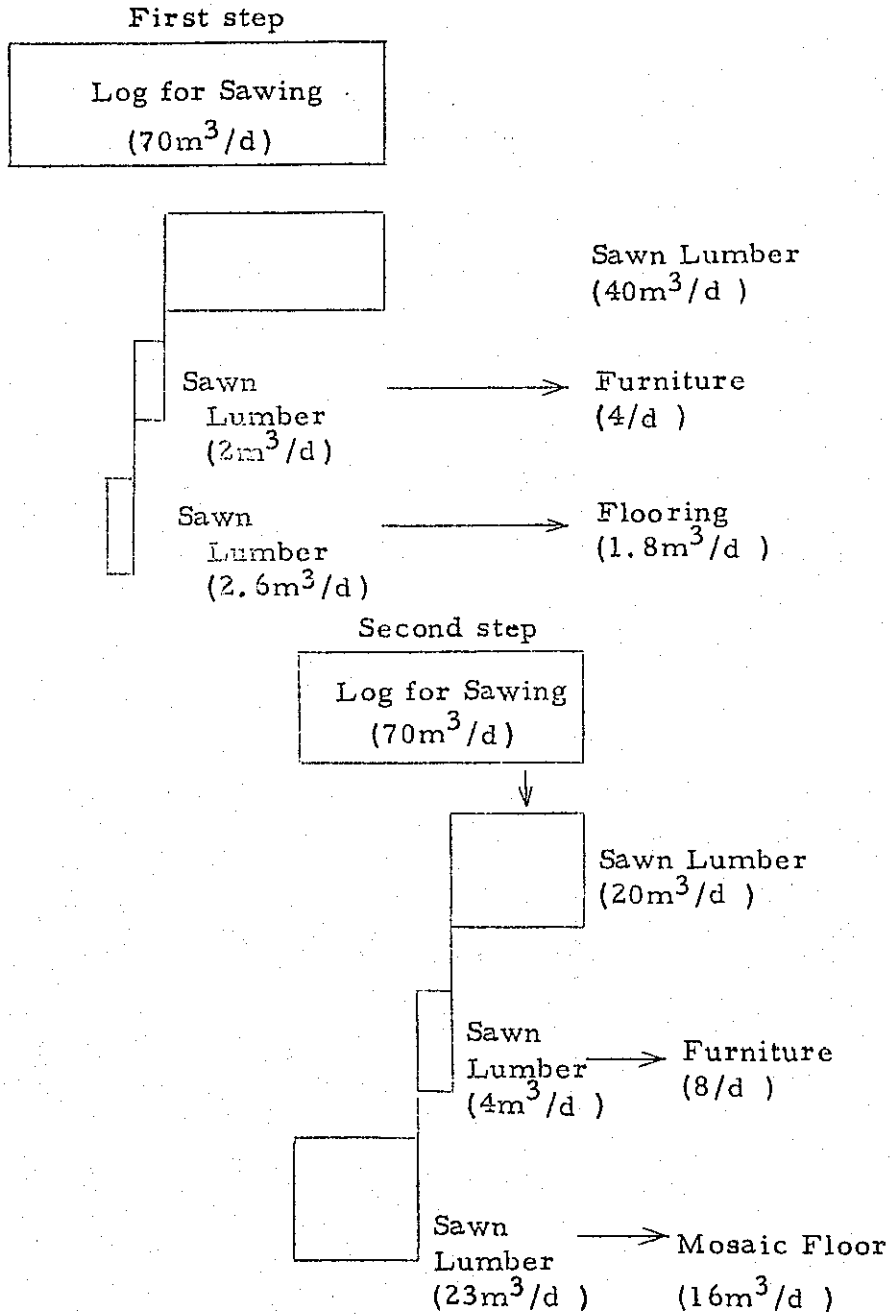 First step
Log for Sawing
(70m³/d)
Sawn Lumber
(40m³/d )
Sawn
Lumber
(2m³/d)
Furniture
(4/d )
Sawn
Lumber
(2.6m³/d)
Flooring
(1.8m³/d )
Second step
Log for Sawing
(70m³/d)
Sawn Lumber
(20m³/d )
Sawn
Lumber
(4m³/d )
Furniture
(8/d )
Sawn
Lumber
(23m³/d )
Mosaic Floor
(16m³/d )